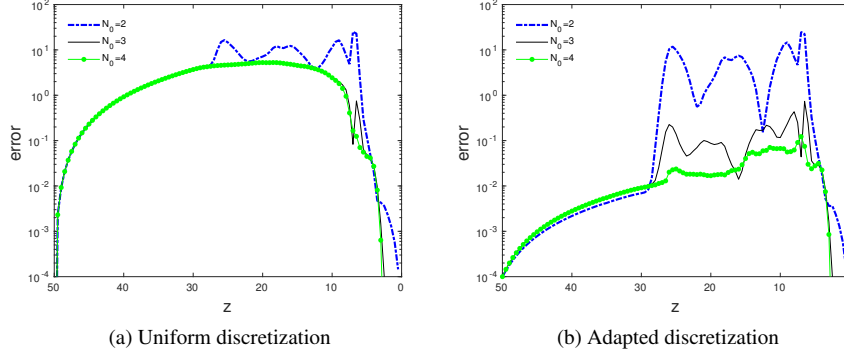 N_0=2
N_0=3
N_0=4
error
10^2
10^1
10^0
10^-1
10^-2
10^-3
10^-4
50 40 30 20 10 0
z
(a) Uniform discretization
N_0=2
N_0=3
N_0=4
error
10^2
10^1
10^0
10^-1
10^-2
10^-3
10^-4
50 40 30 20 10
z
(b) Adapted discretization